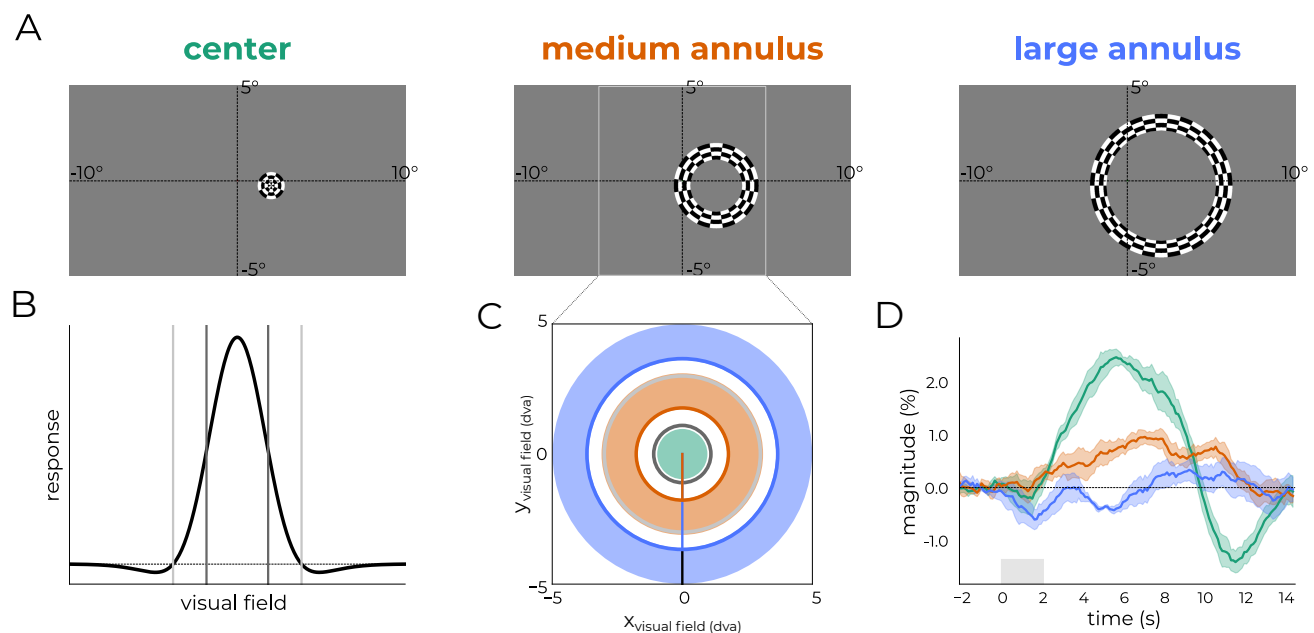 A
center
medium annulus
large annulus
5°
-10°
10°
-5°
5°
-10°
10°
-5°
5°
-10°
10°
-5°
B
response
visual field
C
5
0
−5
y visual field (dva)
−5
0
5
x visual field (dva)
D
magnitude (%)
2.0
1.0
0.0
-1.0
−2
0
2
4
6
8
10
12
14
time (s)